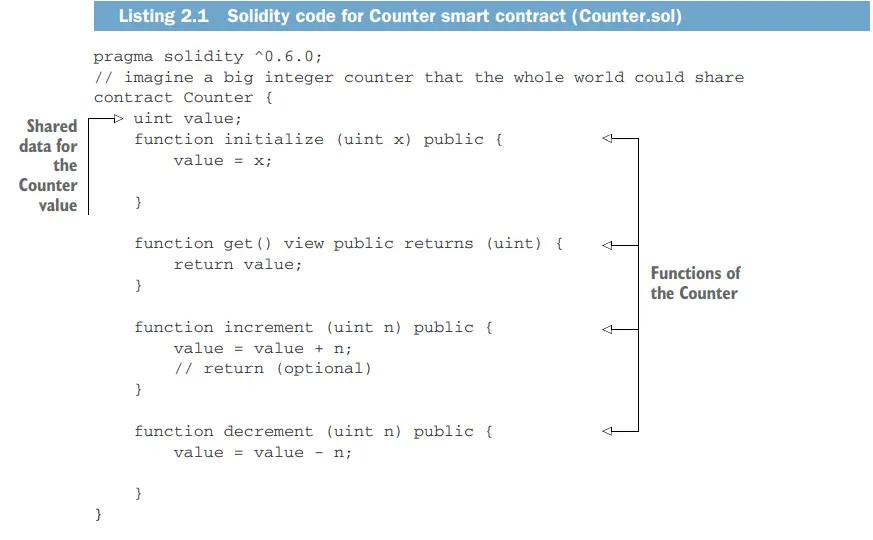 Listing 2.1 Solidity code for Counter smart contract (Counter.sol)
pragma solidity ^0.6.0;
// imagine a big integer counter that the whole world could share
contract Counter {
uint value;
function initialize (uint x) public {
value = x;
}
function get() view public returns (uint) {
return value;
}
function increment (uint n) public {
value = value + n;
// return (optional)
}
function decrement (uint n) public {
value = value - n;
}
}
Shared
data for
the
Counter
value
Functions of
the Counter